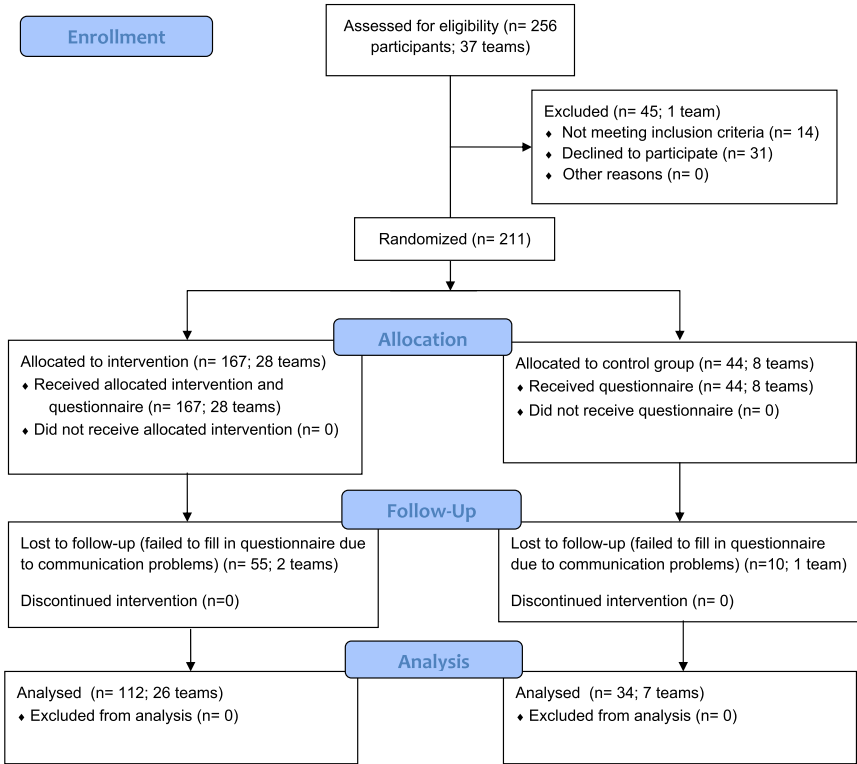 Enrollment
Assessed for eligibility (n= 256
participants; 37 teams)
Excluded (n= 45; 1 team)
♦ Not meeting inclusion criteria (n= 14)
♦ Declined to participate (n= 31)
♦ Other reasons (n= 0)
Randomized (n= 211)
Allocation
Allocated to intervention (n= 167; 28 teams)
♦ Received allocated intervention and
questionnaire (n= 167; 28 teams)
♦ Did not receive allocated intervention (n= 0)
Allocated to control group (n= 44; 8 teams)
♦ Received questionnaire (n= 44; 8 teams)
♦ Did not receive questionnaire (n= 0)
Follow-Up
Lost to follow-up (failed to fill in questionnaire due
to communication problems) (n= 55; 2 teams)
Discontinued intervention (n=0)
Lost to follow-up (failed to fill in questionnaire
due to communication problems) (n=10; 1 team)
Discontinued intervention (n= 0)
Analysis
Analysed (n= 112; 26 teams)
♦ Excluded from analysis (n= 0)
Analysed (n= 34; 7 teams)
♦ Excluded from analysis (n= 0)